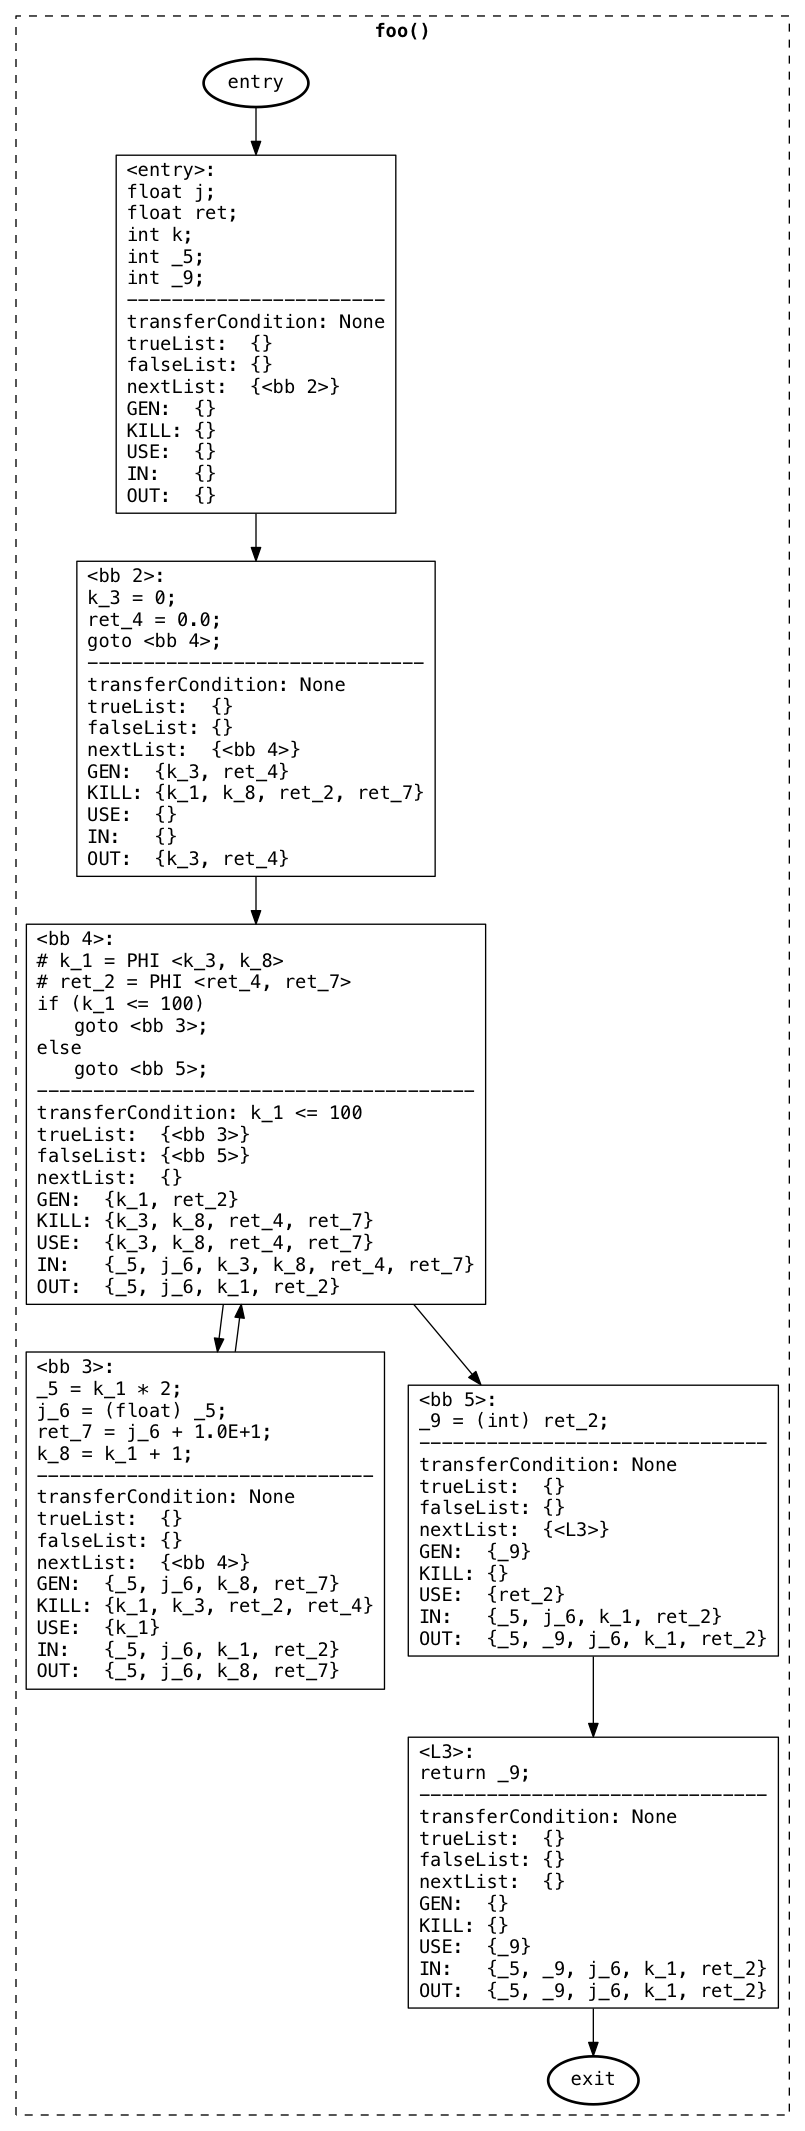 foo()
entry
<entry>:
float j;
float ret;
int k;
int _5;
int _9;
-----------------------
transferCondition: None
trueList:  {}
falseList: {}
nextList:  {<bb 2>}
GEN:  {}
KILL: {}
USE:  {}
IN:   {}
OUT:  {}
<bb 2>:
k_3 = 0;
ret_4 = 0.0;
goto <bb 4>;
------------------------------
transferCondition: None
trueList:  {}
falseList: {}
nextList:  {<bb 4>}
GEN:  {k_3, ret_4}
KILL: {k_1, k_8, ret_2, ret_7}
USE:  {}
IN:   {}
OUT:  {k_3, ret_4}
<bb 4>:
# k_1 = PHI <k_3, k_8>
# ret_2 = PHI <ret_4, ret_7>
if (k_1 <= 100)
goto <bb 3>;
else
goto <bb 5>;
---------------------------------------
transferCondition: k_1 <= 100
trueList:  {<bb 3>}
falseList: {<bb 5>}
nextList:  {}
GEN:  {k_1, ret_2}
KILL: {k_3, k_8, ret_4, ret_7}
USE:  {k_3, k_8, ret_4, ret_7}
IN:   {_5, j_6, k_3, k_8, ret_4, ret_7}
OUT:  {_5, j_6, k_1, ret_2}
<bb 3>:
_5 = k_1 * 2;
j_6 = (float) _5;
ret_7 = j_6 + 1.0E+1;
k_8 = k_1 + 1;
------------------------------
transferCondition: None
trueList:  {}
falseList: {}
nextList:  {<bb 4>}
GEN:  {_5, j_6, k_8, ret_7}
KILL: {k_1, k_3, ret_2, ret_4}
USE:  {k_1}
IN:   {_5, j_6, k_1, ret_2}
OUT:  {_5, j_6, k_8, ret_7}
<bb 5>:
_9 = (int) ret_2;
-------------------------------
transferCondition: None
trueList:  {}
falseList: {}
nextList:  {<L3>}
GEN:  {_9}
KILL: {}
USE:  {ret_2}
IN:   {_5, j_6, k_1, ret_2}
OUT:  {_5, _9, j_6, k_1, ret_2}
<L3>:
return _9;
-------------------------------
transferCondition: None
trueList:  {}
falseList: {}
nextList:  {}
GEN:  {}
KILL: {}
USE:  {_9}
IN:   {_5, _9, j_6, k_1, ret_2}
OUT:  {_5, _9, j_6, k_1, ret_2}
exit